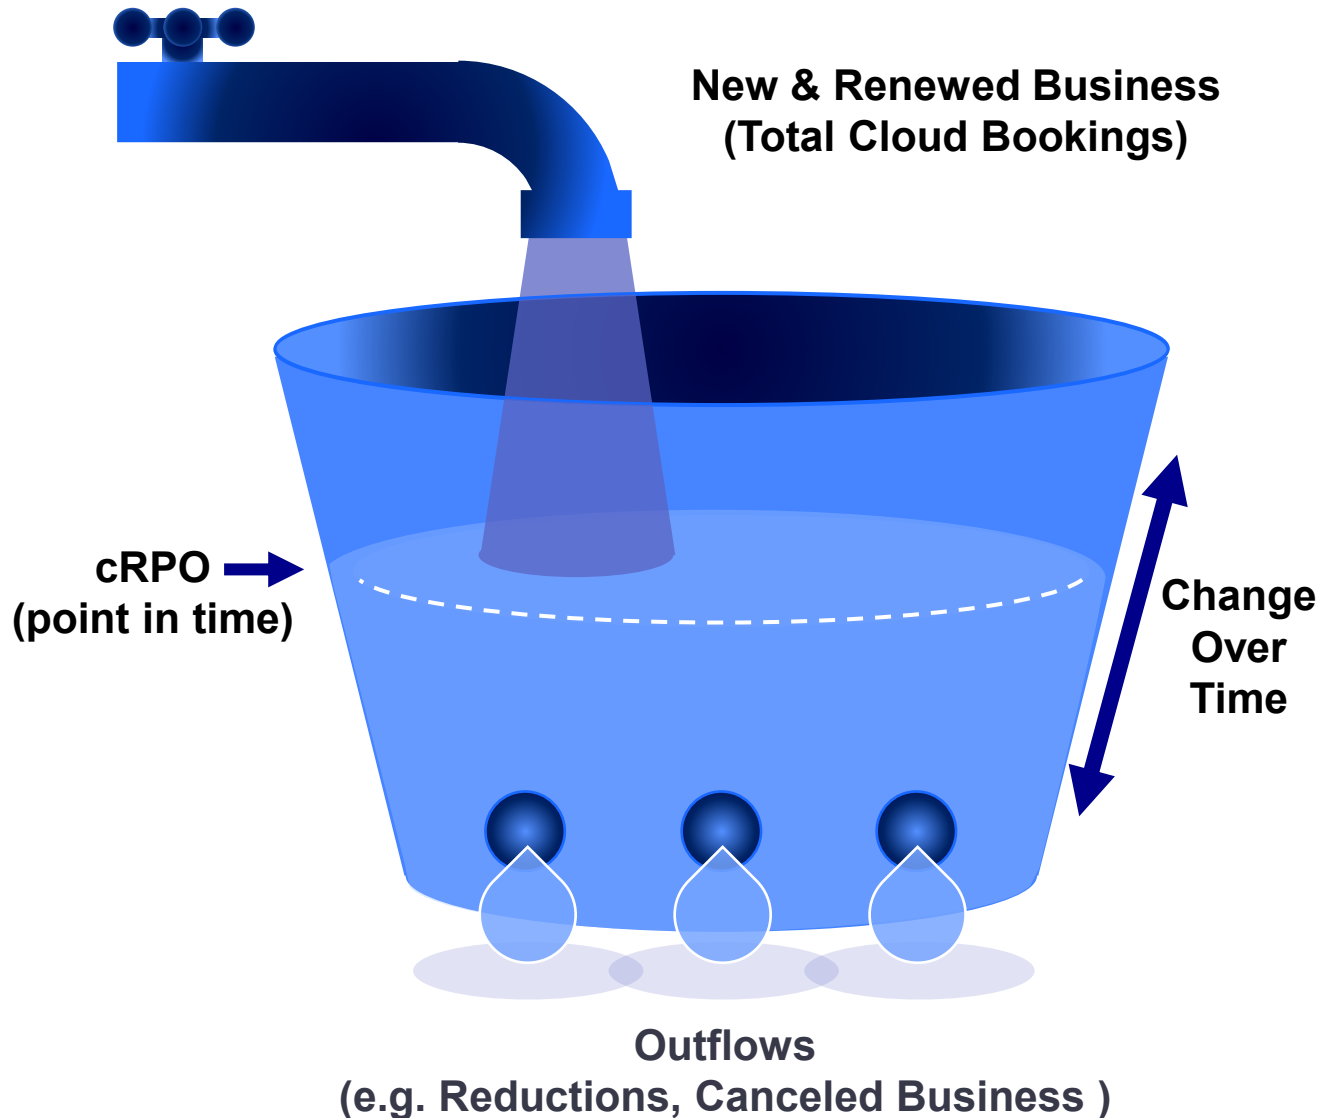 New & Renewed Business
(Total Cloud Bookings)
cRPO
(point in time)
Change
Over
Time
Outflows
(e.g. Reductions, Canceled Business )